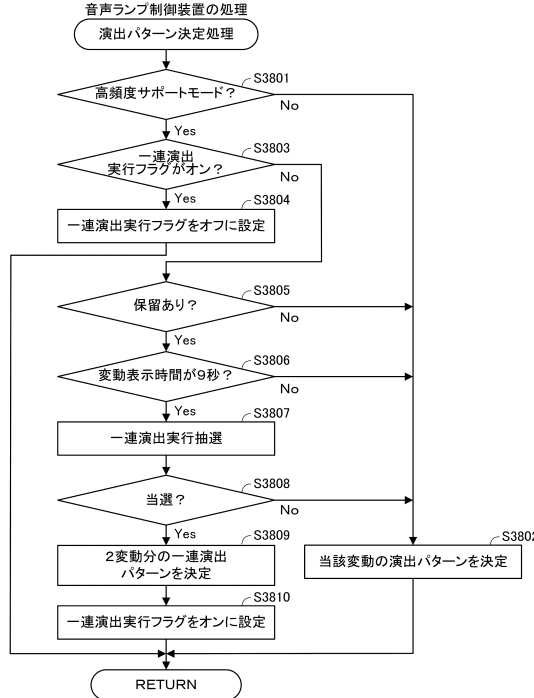 音声ランプ制御装置の処理
演出パターン決定処理
S3801
高頻度サポートモード?
No
Yes
S3803
一連演出
実行フラグがオン?
No
Yes
S3804
一連演出実行フラグをオフに設定
S3805
保留あり?
No
Yes
S3806
変動表示時間が9秒?
No
Yes
S3807
一連演出実行抽選
S3808
当選?
No
Yes
S3809
2変動分の一連演出
パターンを決定
S3802
当該変動の演出パターンを決定
S3810
一連演出実行フラグをオンに設定
RETURN